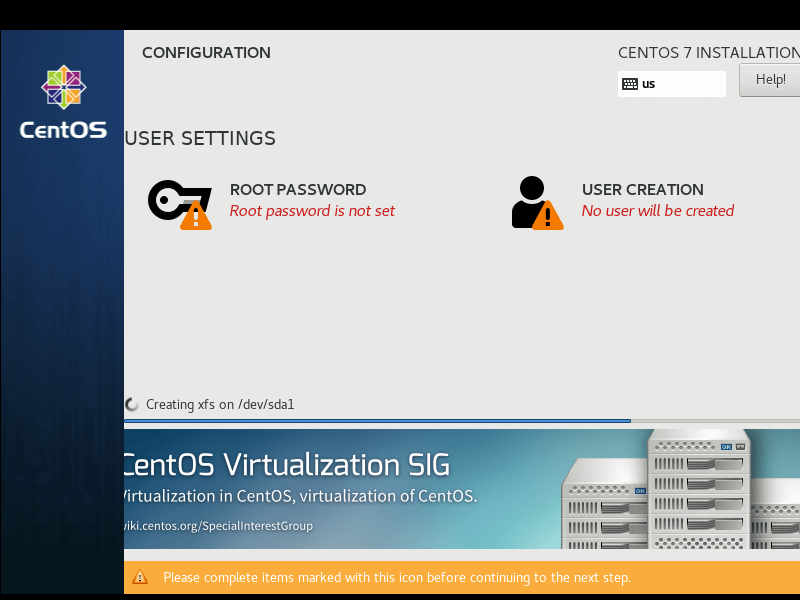 CentOS
CONFIGURATION
CENTOS 7 INSTALLATION
us
Help!
USER SETTINGS
ROOT PASSWORD
Root password is not set
USER CREATION
No user will be created
Creating xfs on /dev/sda1
CentOS Virtualization SIG
Virtualization in CentOS, virtualization of CentOS.
wiki.centos.org/SpecialInterestGroup
OK
OK
Please complete items marked with this icon before continuing to the next step.